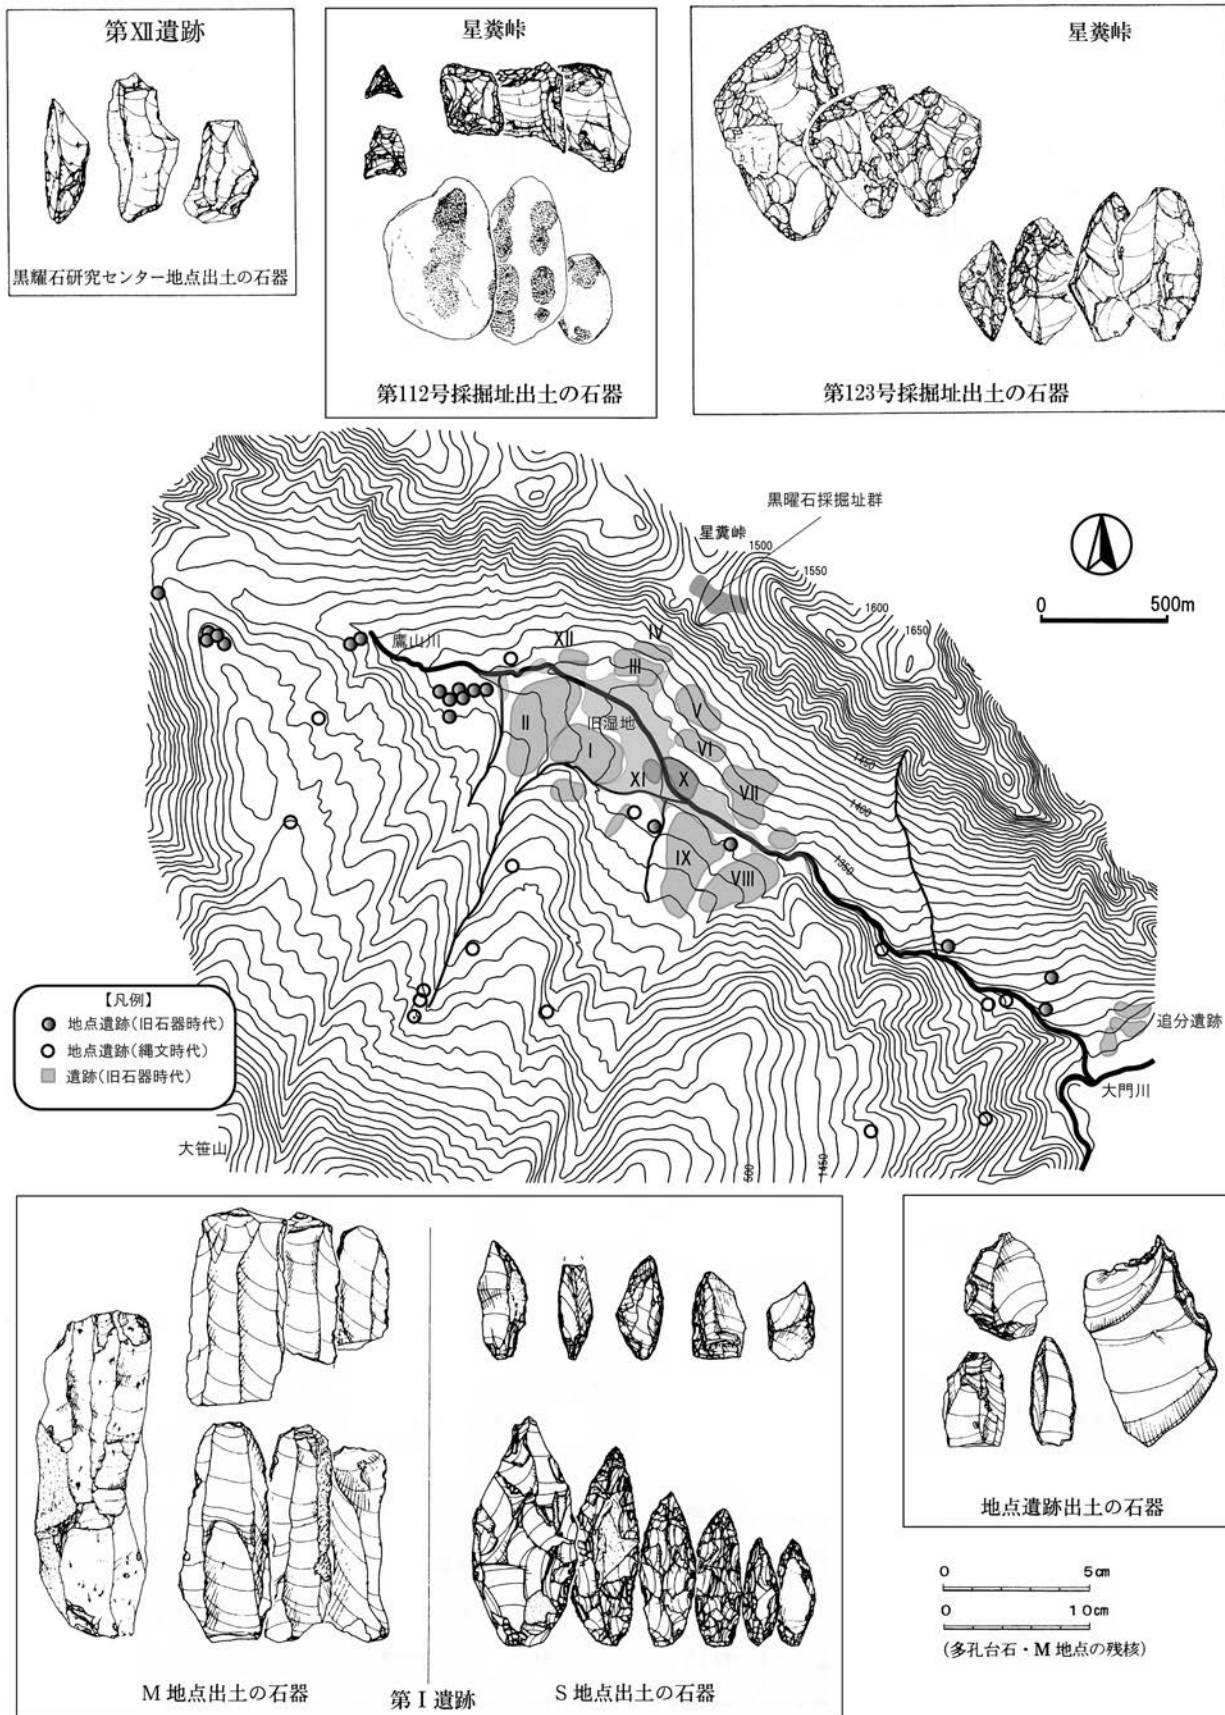 第Ⅻ遺跡
黒耀石研究センター地点出土の石器
星糞峠
第112号採掘址出土の石器
星糞峠
第123号採掘址出土の石器
黒曜石採掘址群
星糞峠
1500
1550
1600
1650
0 500m
鷹山川
XII
IV
III
II
旧湿地
I
V
VI
XI
X
VII
IX
VIII
1450
1400
1350
【凡例】
地点遺跡(旧石器時代)
地点遺跡(縄文時代)
遺跡(旧石器時代)
追分遺跡
大門川
大笹山
500
1450
M 地点出土の石器
第Ⅰ遺跡
S 地点出土の石器
地点遺跡出土の石器
0 5㎝
0 10㎝
(多孔台石・M 地点の残核)